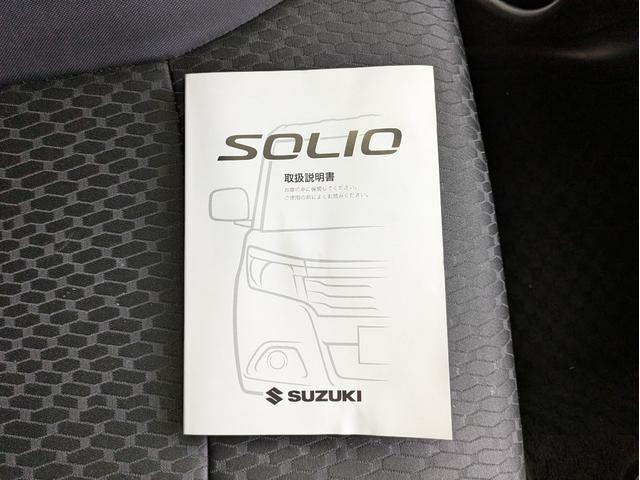 SOLIO
取扱説明書
お車の中に保管してください。
ご使用の前によくお読みください。
SUZUKI